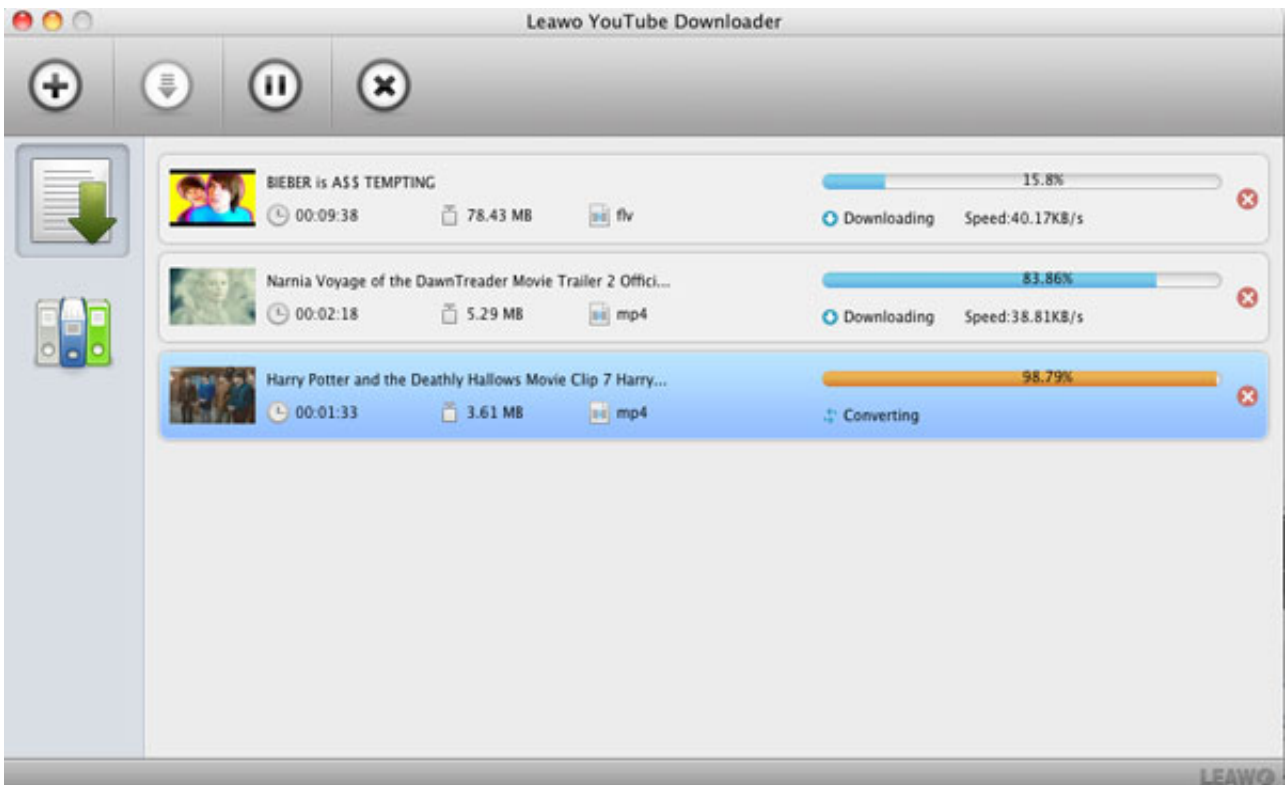 Leawo YouTube Downloader
BIEBER is A$$ TEMPTING
00:09:38 78.43 MB flv
15.8%
Downloading Speed:40.17KB/s
Narnia Voyage of the DawnTreader Movie Trailer 2 Offici...
00:02:18 5.29 MB mp4
83.86%
Downloading Speed:38.81KB/s
Harry Potter and the Deathly Hallows Movie Clip 7 Harry...
00:01:33 3.61 MB mp4
98.79%
Converting
LEAWO